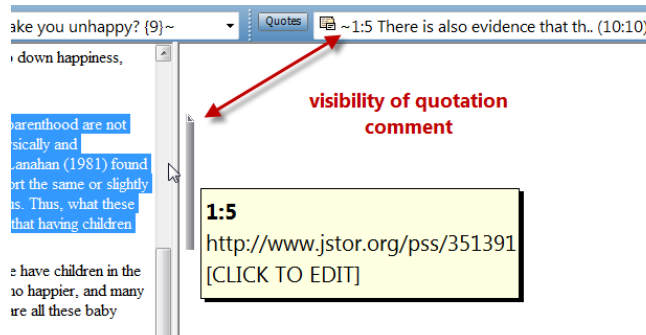 ake you unhappy? {9}~
Quotes
~1:5 There is also evidence that th.. (10:10)
down happiness,
parenthood are not
sically and
Lanahan (1981) found
ort the same or slightly
us. Thus, what these
that having children
e have children in the
no happier, and many
are all these baby
visibility of quotation
comment
1:5
http://www.jstor.org/pss/351391
[CLICK TO EDIT]